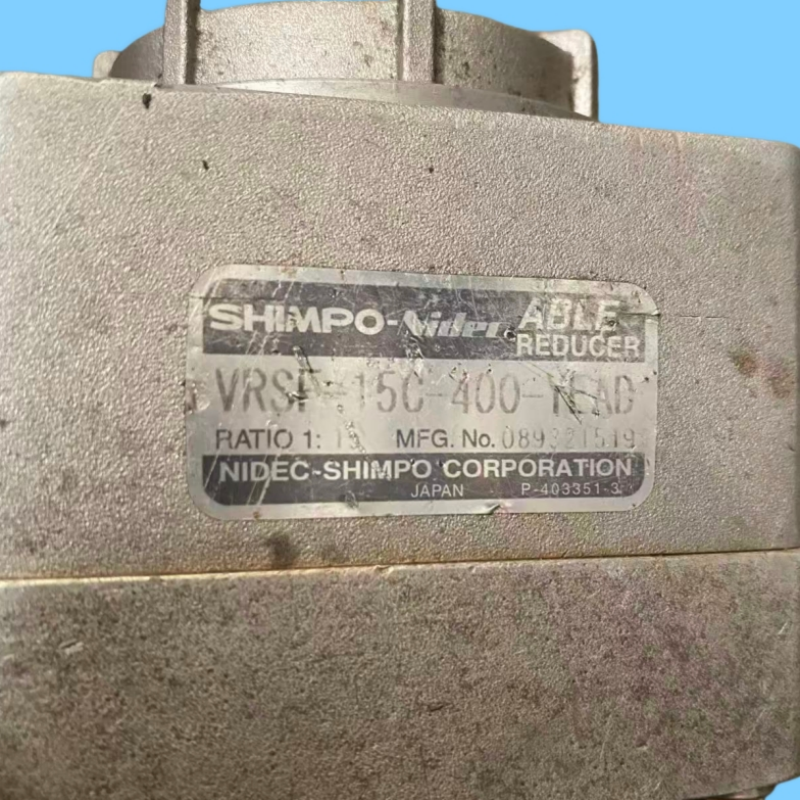 SHIMPO-Nidec ABLE
REDUCER
VRSF-15C-400-
RATIO 1: 15 MFG. No. 089321519
NIDEC-SHIMPO CORPORATION
JAPAN P-403351-3